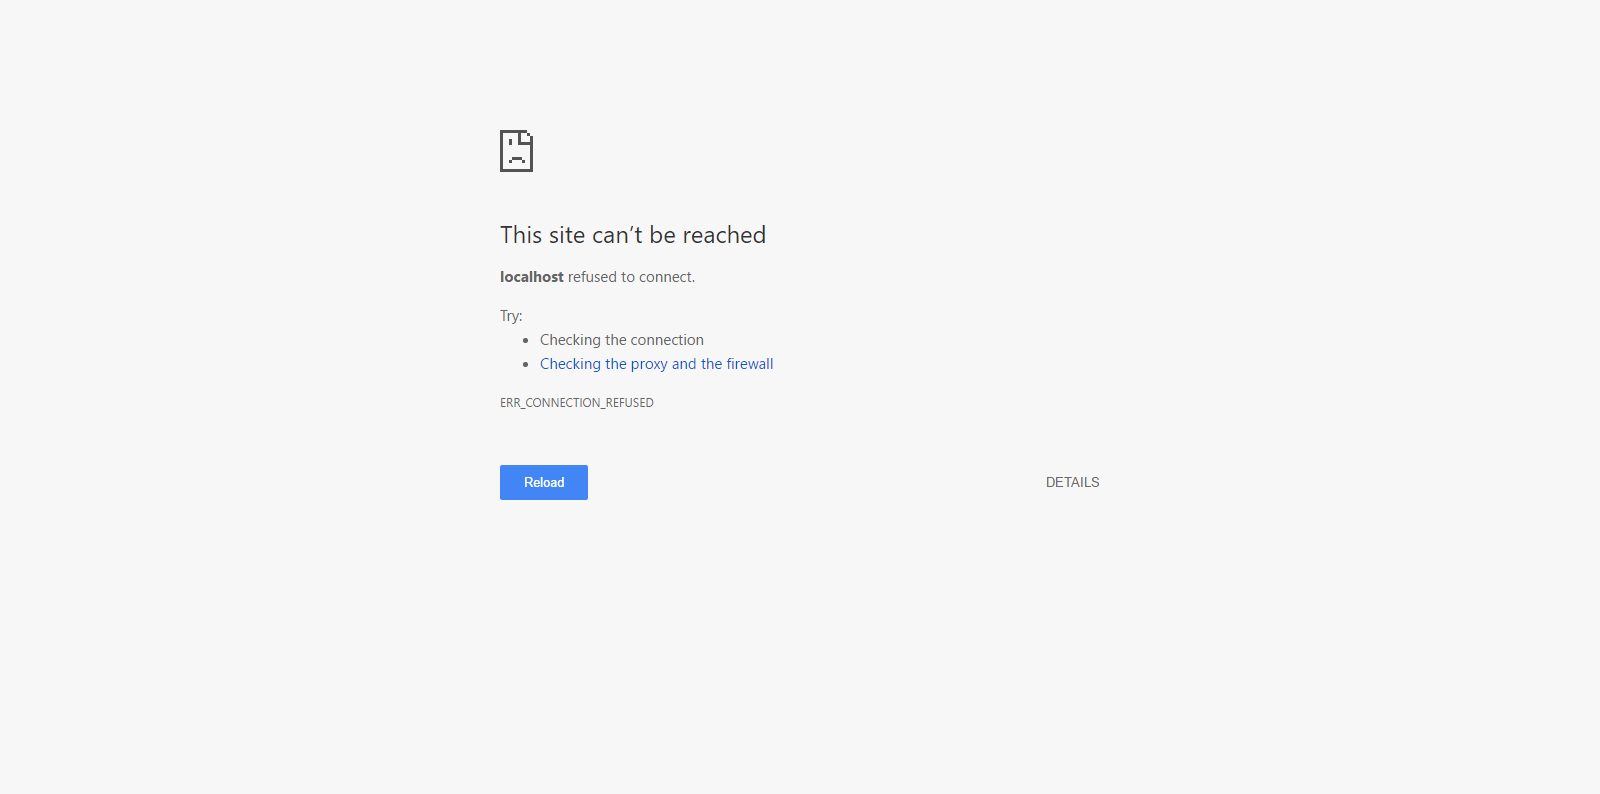 This site can’t be reached
localhost refused to connect.
Try:
Checking the connection
Checking the proxy and the firewall
ERR_CONNECTION_REFUSED
Reload
DETAILS